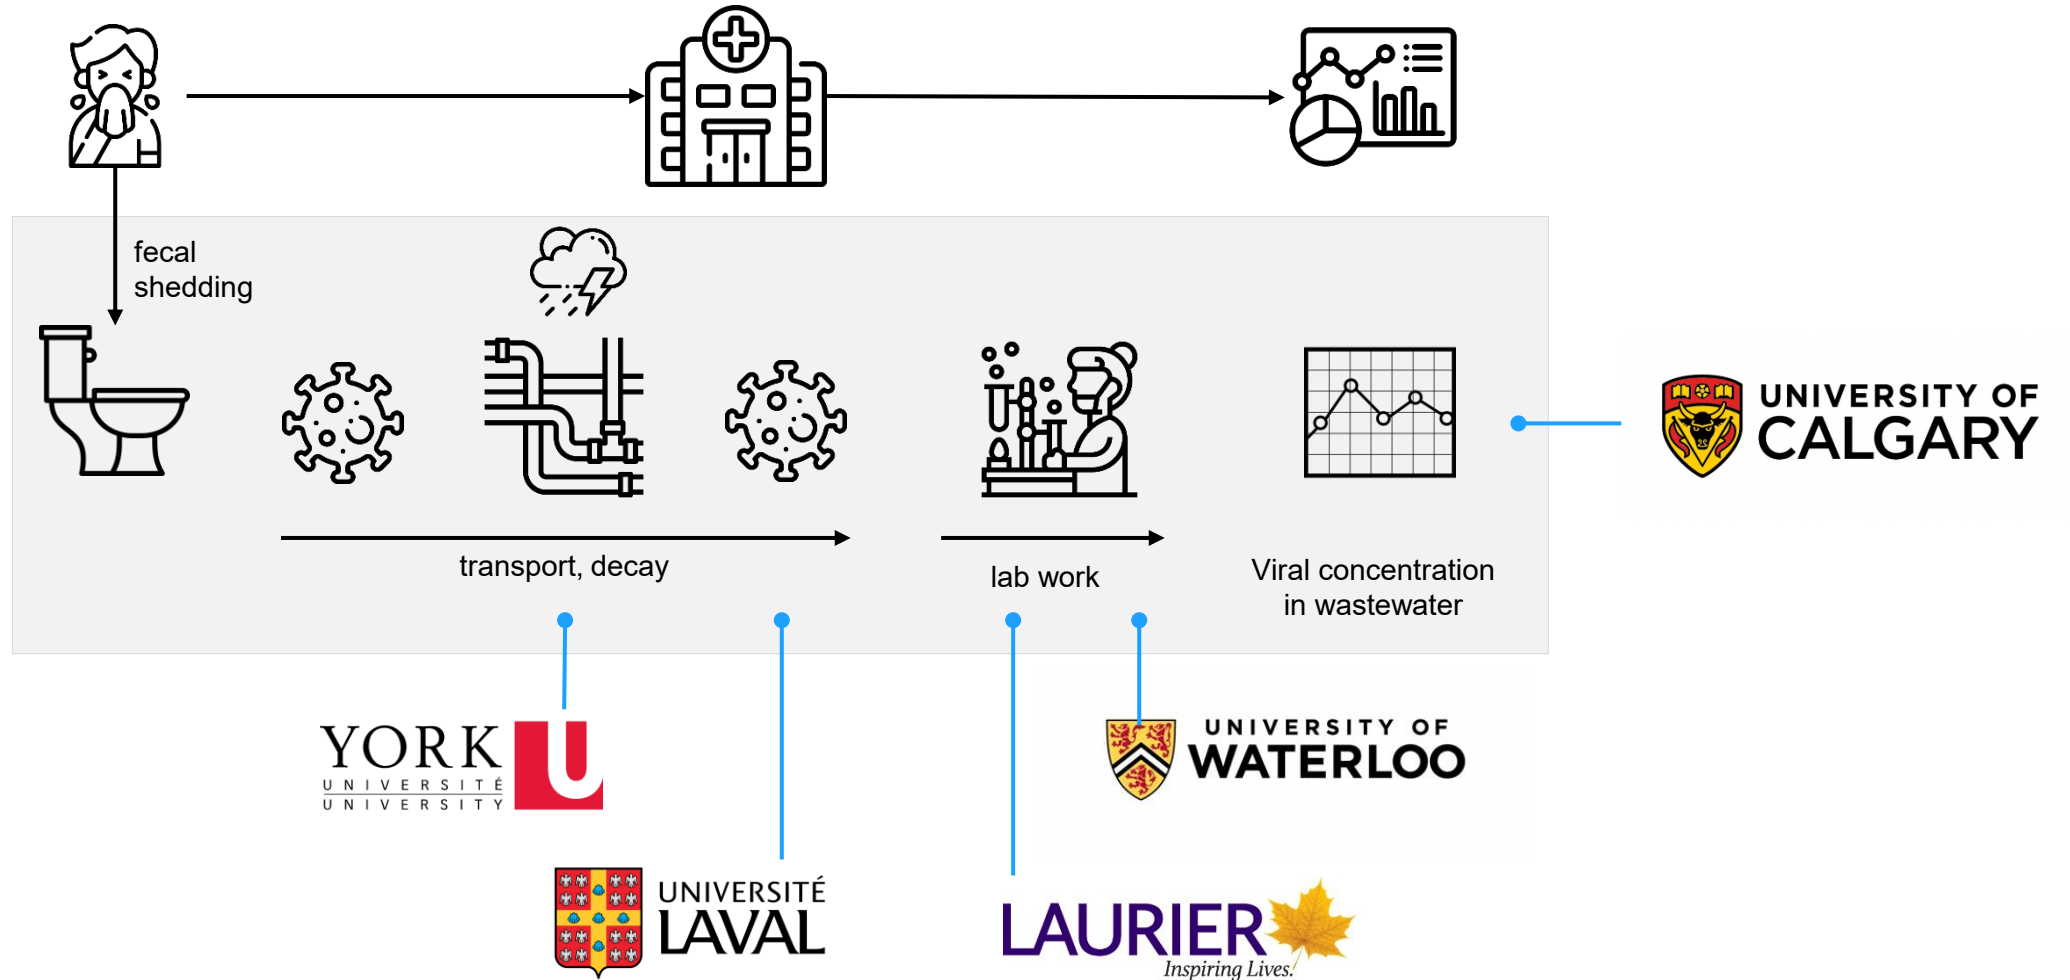 fecal
shedding
transport, decay
lab work
Viral concentration
in wastewater
UNIVERSITY OF
CALGARY
YORK
UNIVERSITÉ
UNIVERSITY
U
UNIVERSITY OF
WATERLOO
UNIVERSITÉ
LAVAL
LAURIER
Inspiring Lives.